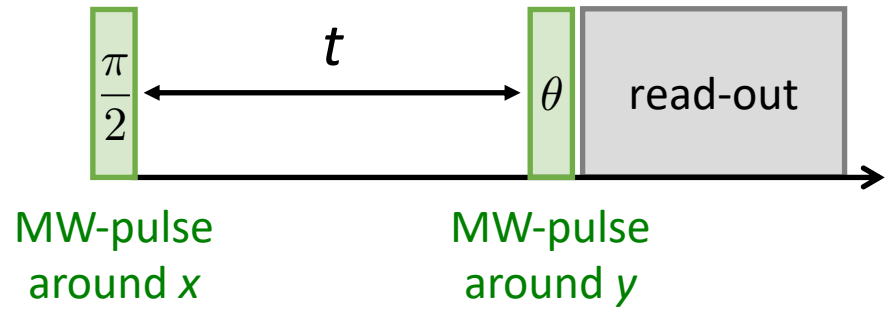 t
π
2
θ
read-out
MW-pulse
around x
MW-pulse
around y